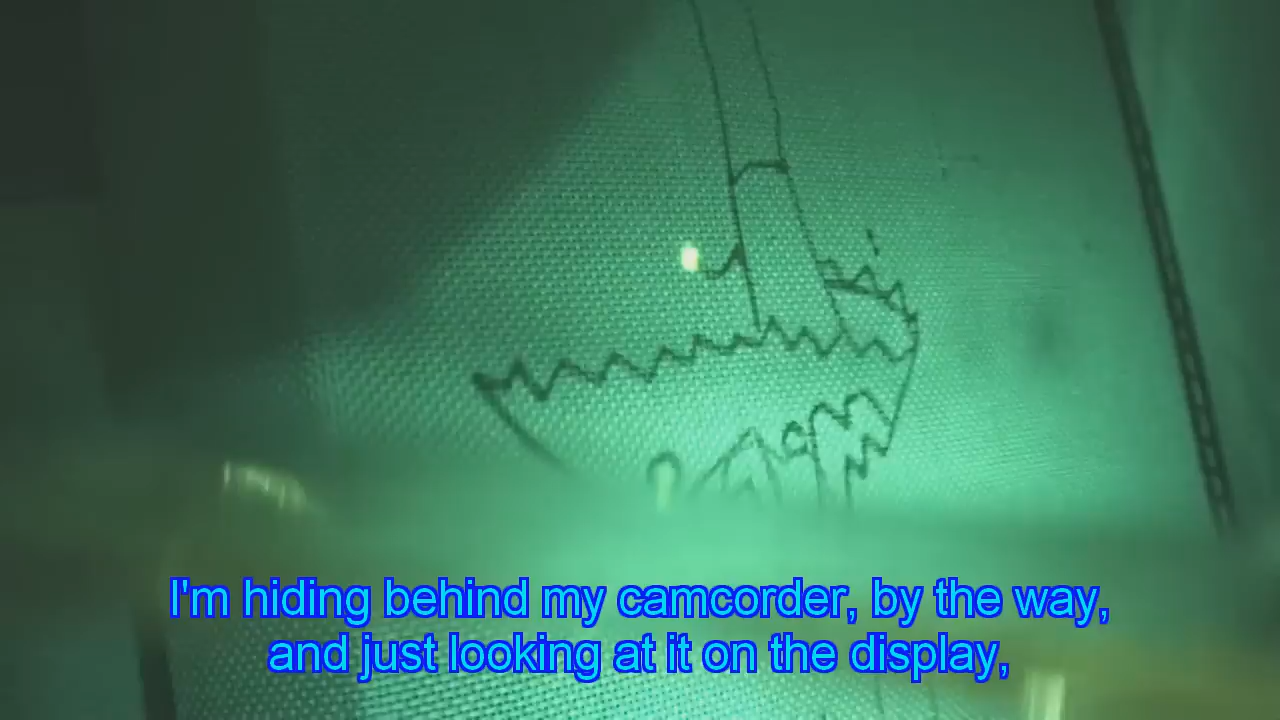 I'm hiding behind my camcorder, by the way,
and just looking at it on the display,